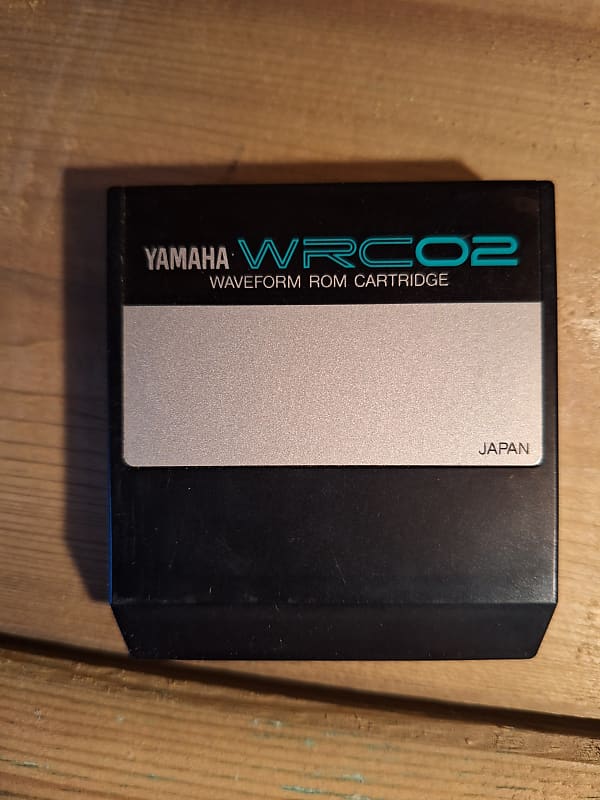 YAMAHA WRC02
WAVEFORM ROM CARTRIDGE
JAPAN